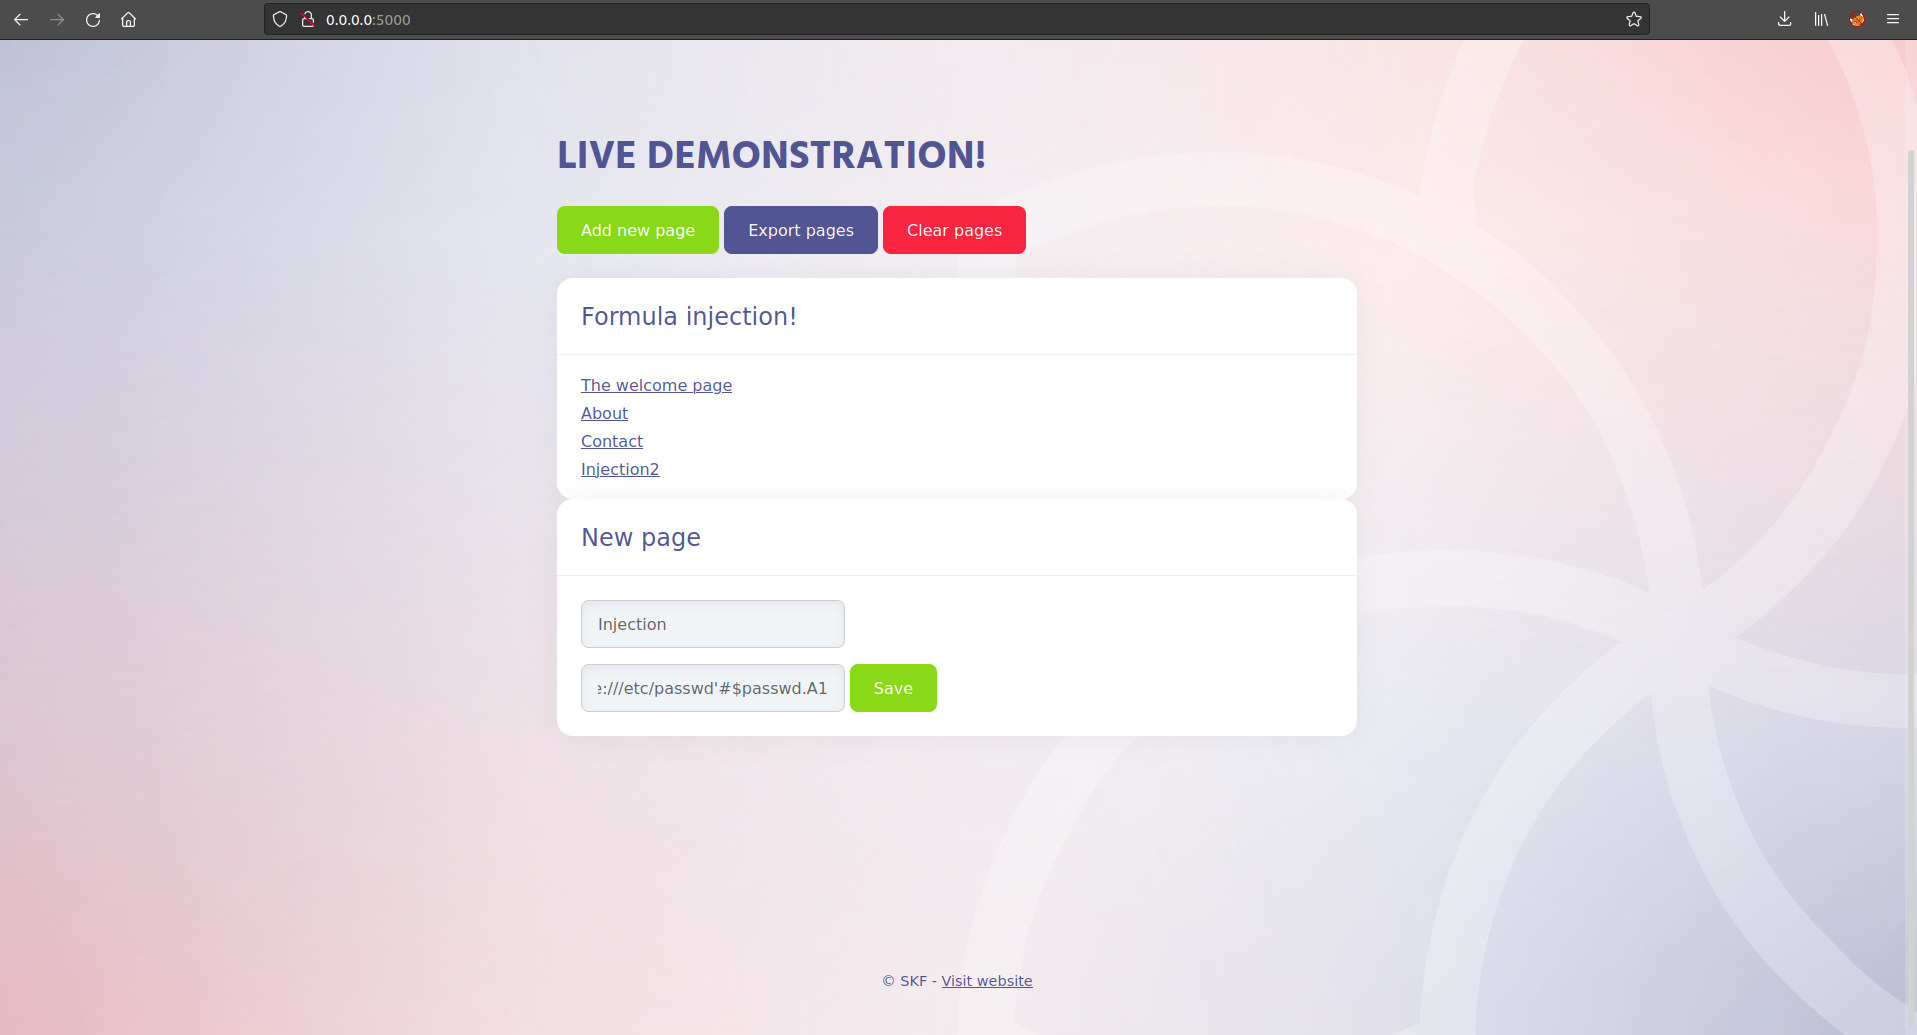 0.0.0.0:5000
LIVE DEMONSTRATION!
Add new page Export pages Clear pages
Formula injection!
The welcome page
About
Contact
Injection2
New page
Injection
e:///etc/passwd'#$passwd.A1 Save
© SKF - Visit website